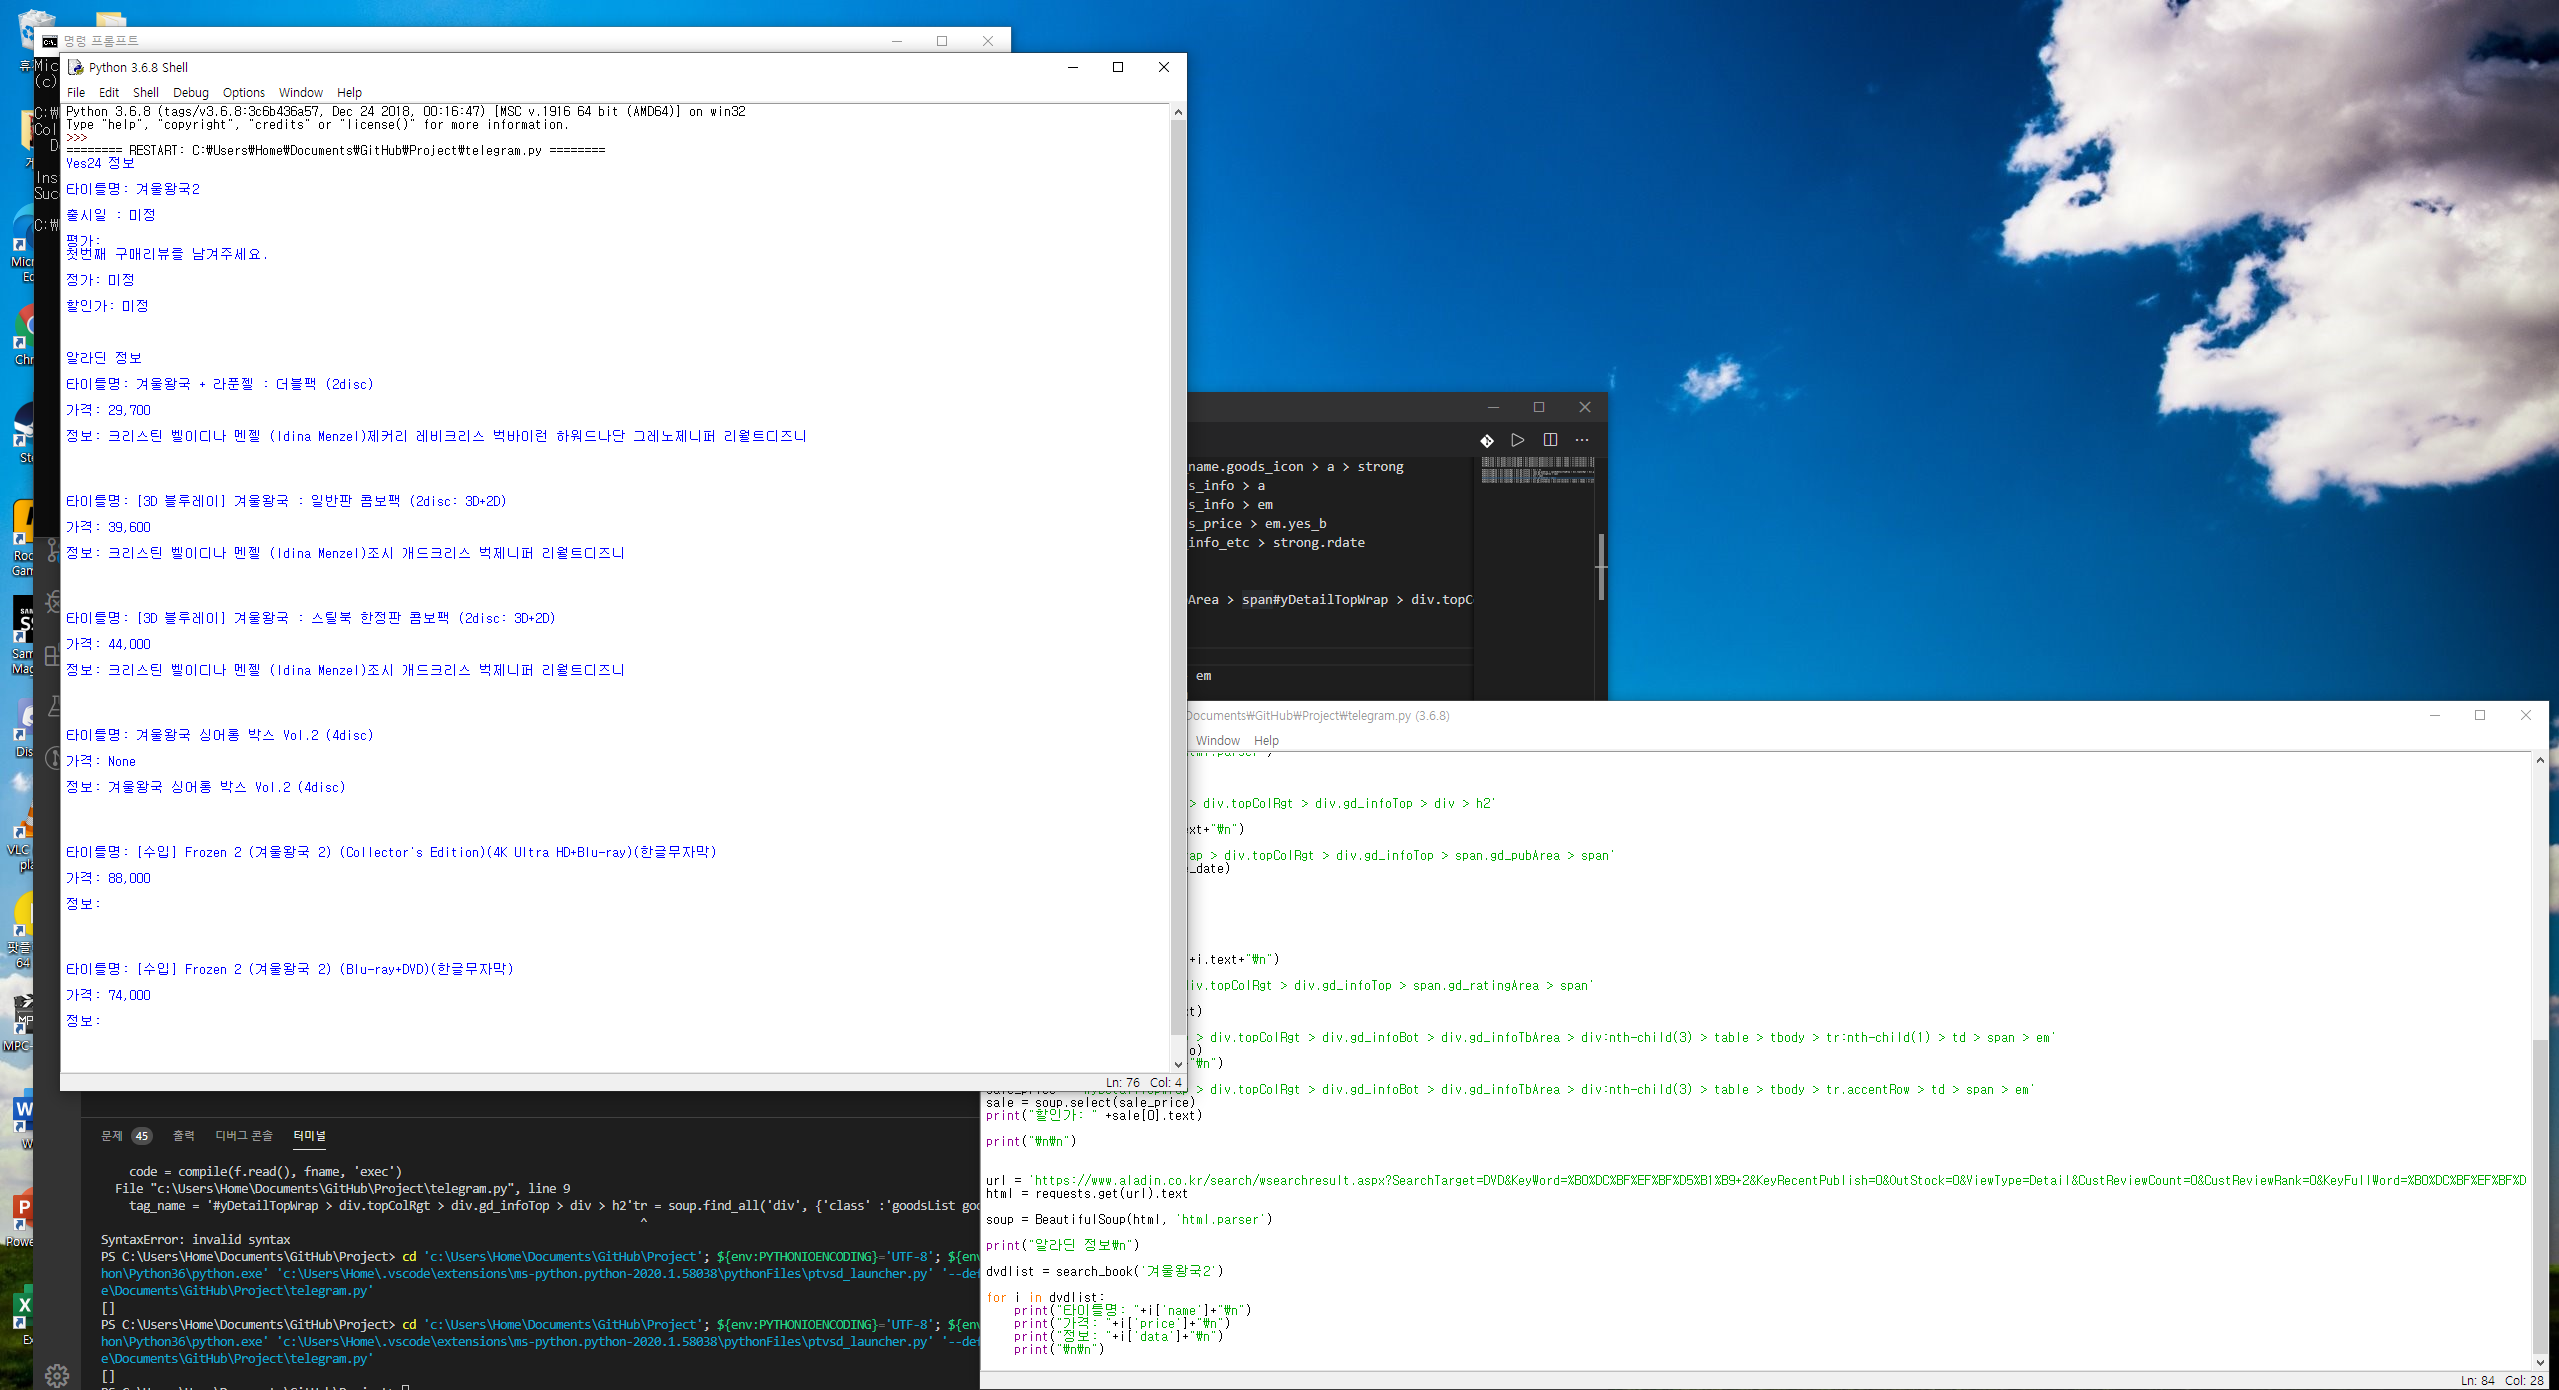 명령 프롬프트
Python 3.6.8 Shell
File Edit Shell Debug Options Window Help
Python 3.6.8 (tags/v3.6.8:3c6b436a57, Dec 24 2018, 00:16:47) [MSC v.1916 64 bit (AMD64)] on win32
Type "help", "copyright", "credits" or "license()" for more information.
>>>
======== RESTART: C:₩Users₩Home₩Documents₩GitHub₩Project₩telegram.py ========
Yes24 정보
타이틀명: 겨울왕국2
출시일 : 미정
평가:
첫번째 구매리뷰를 남겨주세요.
정가: 미정
할인가: 미정
알라딘 정보
타이틀명: 겨울왕국 + 라푼젤 : 더블팩 (2disc)
가격: 29,700
정보: 크리스틴 벨이디나 멘젤 (Idina Menzel)제커리 레비크리스 벅바이런 하워드나단 그레노제니퍼 리월트디즈니
타이틀명: [3D 블루레이] 겨울왕국 : 일반판 콤보팩 (2disc: 3D+2D)
가격: 39,600
정보: 크리스틴 벨이디나 멘젤 (Idina Menzel)조시 개드크리스 벅제니퍼 리월트디즈니
타이틀명: [3D 블루레이] 겨울왕국 : 스틸북 한정판 콤보팩 (2disc: 3D+2D)
가격: 44,000
정보: 크리스틴 벨이디나 멘젤 (Idina Menzel)조시 개드크리스 벅제니퍼 리월트디즈니
타이틀명: 겨울왕국 싱어롱 박스 Vol.2 (4disc)
가격: None
정보: 겨울왕국 싱어롱 박스 Vol.2 (4disc)
타이틀명: [수입] Frozen 2 (겨울왕국 2) (Collector's Edition)(4K Ultra HD+Blu-ray)(한글무자막)
가격: 88,000
정보:
타이틀명: [수입] Frozen 2 (겨울왕국 2) (Blu-ray+DVD)(한글무자막)
가격: 74,000
정보:
Ln: 76 Col: 4
name.goods_icon > a > strong
s_info > a
s_info > em
s_price > em.yes_b
info_etc > strong.rdate
Area > span#yDetailTopWrap > div.topC
em
Documents₩GitHub₩Project₩telegram.py (3.6.8)
Window Help
> div.topColRgt > div.gd_infoTop > div > h2'
ext+"₩n")
ap > div.topColRgt > div.gd_infoTop > span.gd_pubArea > span'
e_date)
+i.text+"₩n")
div.topColRgt > div.gd_infoTop > span.gd_ratingArea > span'
xt)
> div.topColRgt > div.gd_infoBot > div.gd_infoTbArea > div:nth-child(3) > table > tbody > tr:nth-child(1) > td > span > em'
o)
"₩n")
> div.topColRgt > div.gd_infoBot > div.gd_infoTbArea > div:nth-child(3) > table > tbody > tr.accentRow > td > span > em'
sale = soup.select(sale_price)
print("할인가: " +sale[0].text)
print("₩n₩n")
url = 'https://www.aladin.co.kr/search/wsearchresult.aspx?SearchTarget=DVD&KeyWord=%B0%DC%BF%EF%BF%D5%B1%B9+2&KeyRecentPublish=0&OutStock=0&ViewType=Detail&CustReviewCount=0&CustReviewRank=0&KeyFullWord=%B0%DC%BF%EF%BF%D
html = requests.get(url).text
soup = BeautifulSoup(html, 'html.parser')
print("알라딘 정보₩n")
dvdlist = search_book('겨울왕국2')
for i in dvdlist:
print("타이틀명: "+i['name']+"₩n")
print("가격: "+i['price']+"₩n")
print("정보: "+i['data']+"₩n")
print("₩n₩n")
Ln: 84 Col: 28
문제 45 출력 디버그 콘솔 터미널
code = compile(f.read(), fname, 'exec')
File "c:\Users\Home\Documents\GitHub\Project\telegram.py", line 9
tag_name = '#yDetailTopWrap > div.topColRgt > div.gd_infoTop > div > h2'tr = soup.find_all('div', {'class' :'goodsList goo
^
SyntaxError: invalid syntax
PS C:\Users\Home\Documents\GitHub\Project> cd 'c:\Users\Home\Documents\GitHub\Project'; ${env:PYTHONIOENCODING}='UTF-8'; ${env
hon\Python36\python.exe' 'c:\Users\Home\.vscode\extensions\ms-python.python-2020.1.58038\pythonFiles\ptvsd_launcher.py' '--de
e\Documents\GitHub\Project\telegram.py'
[]
PS C:\Users\Home\Documents\GitHub\Project> cd 'c:\Users\Home\Documents\GitHub\Project'; ${env:PYTHONIOENCODING}='UTF-8'; ${env
hon\Python36\python.exe' 'c:\Users\Home\.vscode\extensions\ms-python.python-2020.1.58038\pythonFiles\ptvsd_launcher.py' '--de
e\Documents\GitHub\Project\telegram.py'
[]